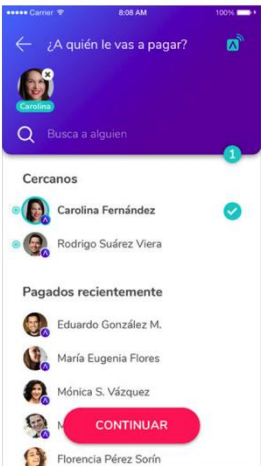 Carrier 8:08 AM 100%
¿A quién le vas a pagar?
Carolina
Busca a alguien
1
Cercanos
Carolina Fernández
Rodrigo Suárez Viera
Pagados recientemente
Eduardo González M.
María Eugenia Flores
Mónica S. Vázquez
CONTINUAR
Florencia Pérez Sorín